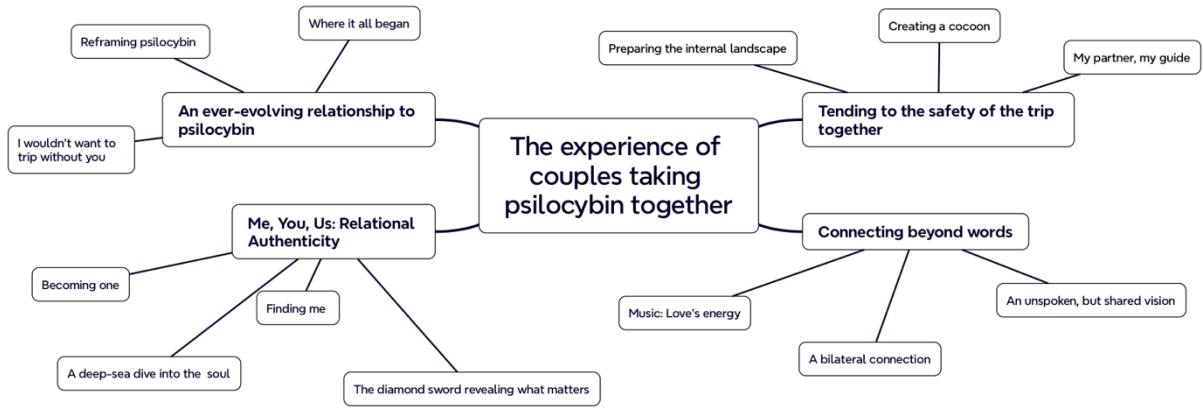 Where it all began
Reframing psilocybin
An ever-evolving relationship to
psilocybin
I wouldn't want to
trip without you
Creating a cocoon
Preparing the internal landscape
My partner, my guide
Tending to the safety of the trip
together
The experience of
couples taking
psilocybin together
Me, You, Us: Relational
Authenticity
Becoming one
Finding me
A deep-sea dive into the soul
The diamond sword revealing what matters
Connecting beyond words
Music: Love's energy
An unspoken, but shared vision
A bilateral connection